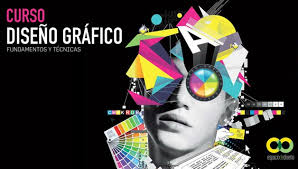 CURSO
DISEÑO GRÁFICO
FUNDAMENTOS Y TÉCNICAS
A